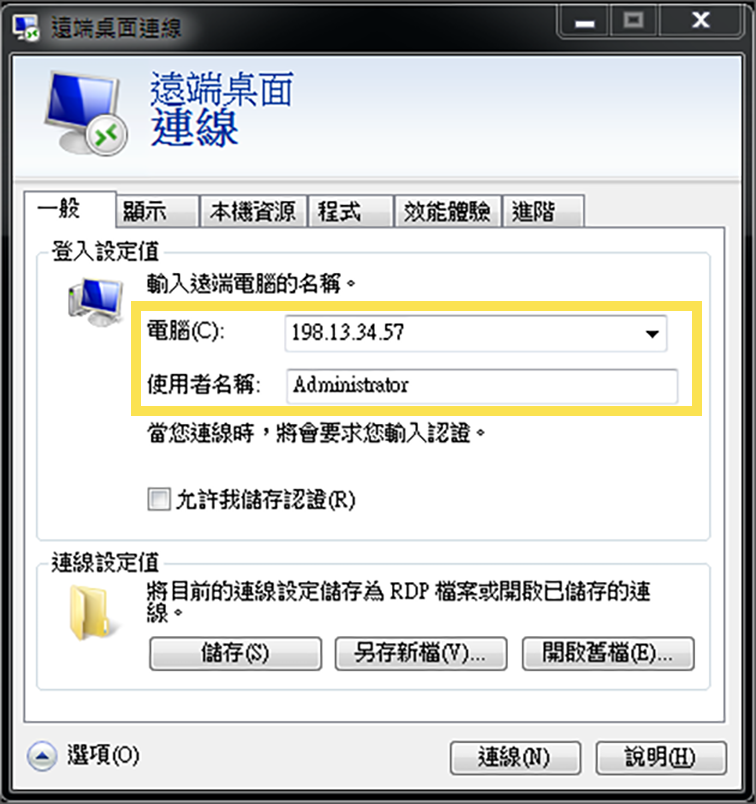 遠端桌面連線
遠端桌面
連線
一般 顯示 本機資源 程式 效能體驗 進階
登入設定值
輸入遠端電腦的名稱。
電腦(C): 198.13.34.57
使用者名稱: Administrator
當您連線時，將會要求您輸入認證。
允許我儲存認證(R)
連線設定值
將目前的連線設定儲存為 RDP 檔案或開啟已儲存的連
線。
儲存(S) 另存新檔(V)... 開啟舊檔(E)...
選項(O) 連線(N) 說明(H)